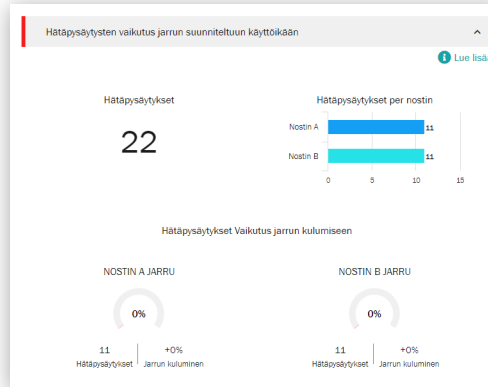 Hätäpysäytysten vaikutus jarrun suunniteltuun käyttöikään
Lue lisää
Hätäpysäytykset
22
Hätäpysäytykset per nostin
Nostin A 11
Nostin B 11
0 5 10 15
Hätäpysäytykset Vaikutus jarrun kulumiseen
NOSTIN A JARRU
0%
11 +0%
Hätäpysäytykset Jarrun kuluminen
NOSTIN B JARRU
0%
11 +0%
Hätäpysäytykset Jarrun kuluminen